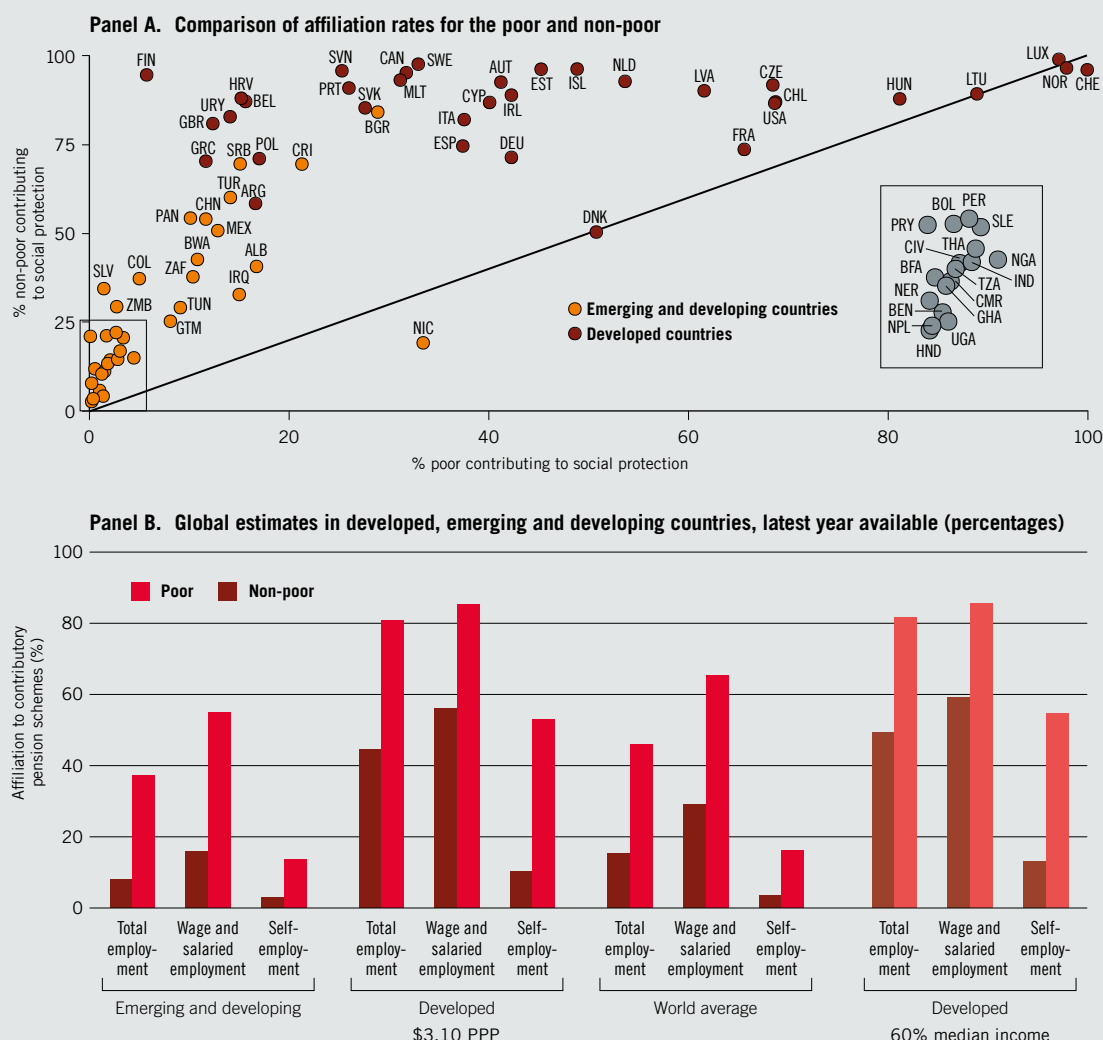 Panel A. Comparison of affiliation rates for the poor and non-poor
% non-poor contributing
to social protection
100
75
50
25
0
FIN
SVN
CAN
SWE
AUT
EST
ISL
NLD
LVA
CZE
HUN
LTU
LUX
NOR
CHE
HRV
BEL
PRT
SVK
MLT
CYP
IRL
CHL
USA
URY
GBR
BGR
ITA
ESP
DEU
FRA
GRC
SRB
POL
CRI
TUR
ARG
PAN
CHN
MEX
DNK
BWA
ALB
SLV
COL
ZAF
IRQ
ZMB
TUN
GTM
NIC
Emerging and developing countries
Developed countries
BOL
PER
PRY
SLE
CIV
THA
NGA
BFA
IND
TZA
NER
CMR
BEN
GHA
NPL
UGA
HND
0
20
40
60
80
100
% poor contributing to social protection
Panel B. Global estimates in developed, emerging and developing countries, latest year available (percentages)
Affiliation to contributory
pension schemes (%)
100
80
60
40
20
0
Poor
Non-poor
Total
employ-
ment
Wage and
salaried
employment
Self-
employ-
ment
Emerging and developing
Total
employ-
ment
Wage and
salaried
employment
Self-
employ-
ment
Developed
Total
employ-
ment
Wage and
salaried
employment
Self-
employ-
ment
World average
Total
employ-
ment
Wage and
salaried
employment
Self-
employ-
ment
Developed
$3.10 PPP
60% median income